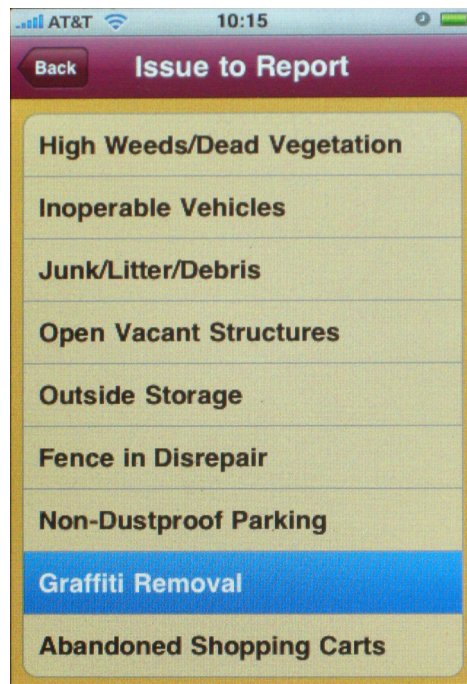 AT&T 10:15
Back Issue to Report
High Weeds/Dead Vegetation
Inoperable Vehicles
Junk/Litter/Debris
Open Vacant Structures
Outside Storage
Fence in Disrepair
Non-Dustproof Parking
Graffiti Removal
Abandoned Shopping Carts